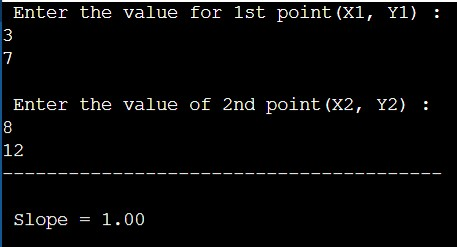 Enter the value for 1st point(X1, Y1) :
3
7
Enter the value of 2nd point(X2, Y2) :
8
12
----------------------------------------
Slope = 1.00